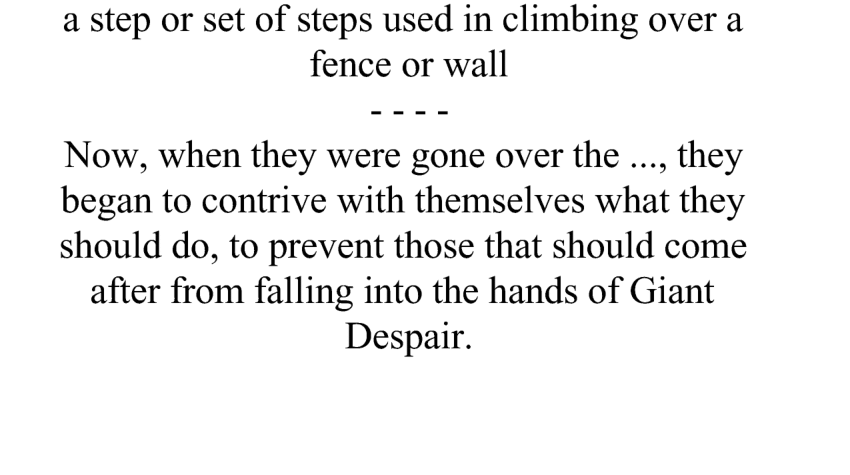 a step or set of steps used in climbing over a
fence or wall
- - - -
Now, when they were gone over the ..., they
began to contrive with themselves what they
should do, to prevent those that should come
after from falling into the hands of Giant
Despair.